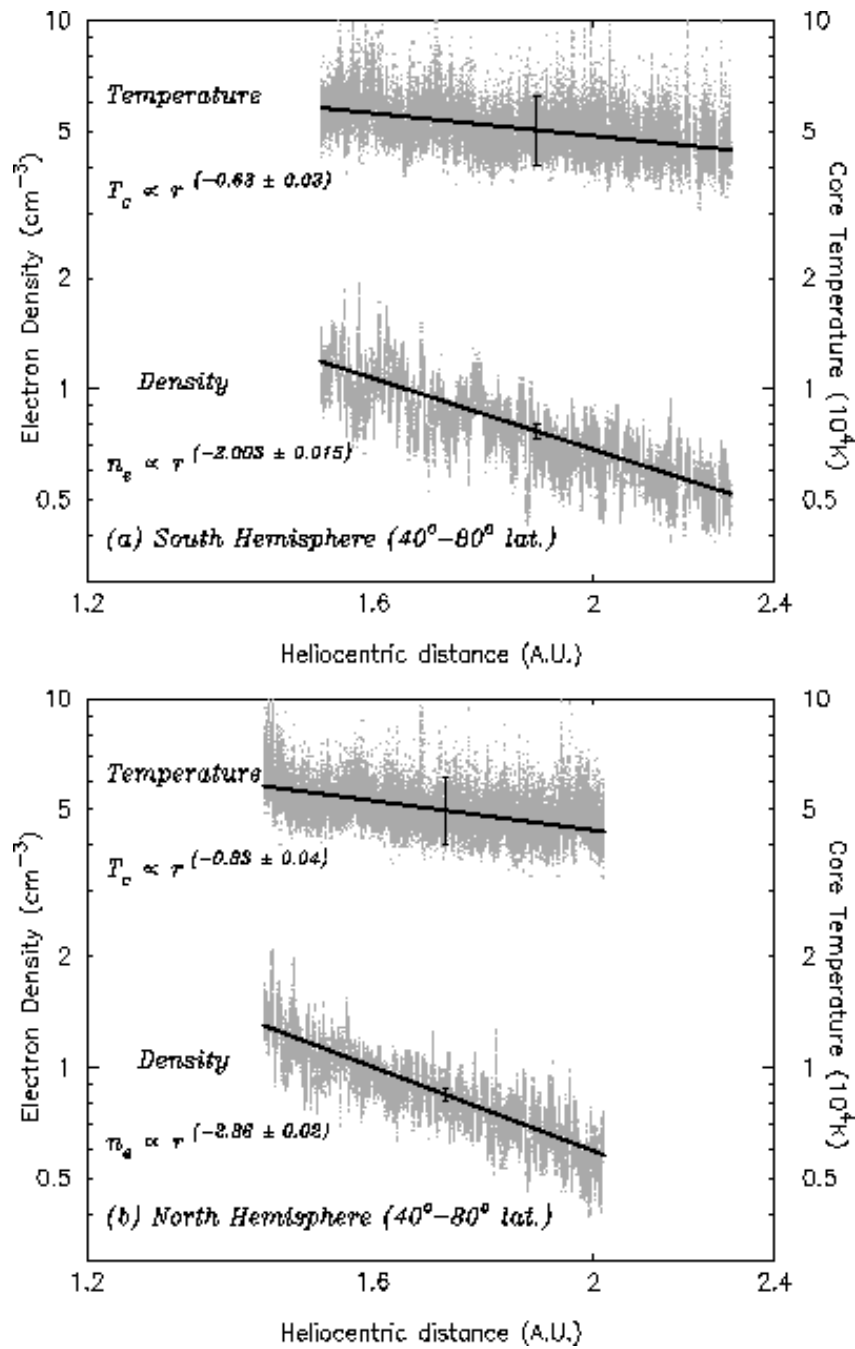 10
5
2
1
0.5
Electron Density (cm⁻³)
10
5
2
1
0.5
Core Temperature (10⁴K)
Temperature
T_c ∝ r^(−0.63 ± 0.03)
Density
n_e ∝ r^(−2.003 ± 0.015)
(a) South Hemisphere (40°–80° lat.)
1.2 1.6 2 2.4
Heliocentric distance (A.U.)
10
5
2
1
0.5
Electron Density (cm⁻³)
10
5
2
1
0.5
Core Temperature (10⁴K)
Temperature
T_c ∝ r^(−0.83 ± 0.04)
Density
n_e ∝ r^(−2.36 ± 0.02)
(b) North Hemisphere (40°–80° lat.)
1.2 1.6 2 2.4
Heliocentric distance (A.U.)